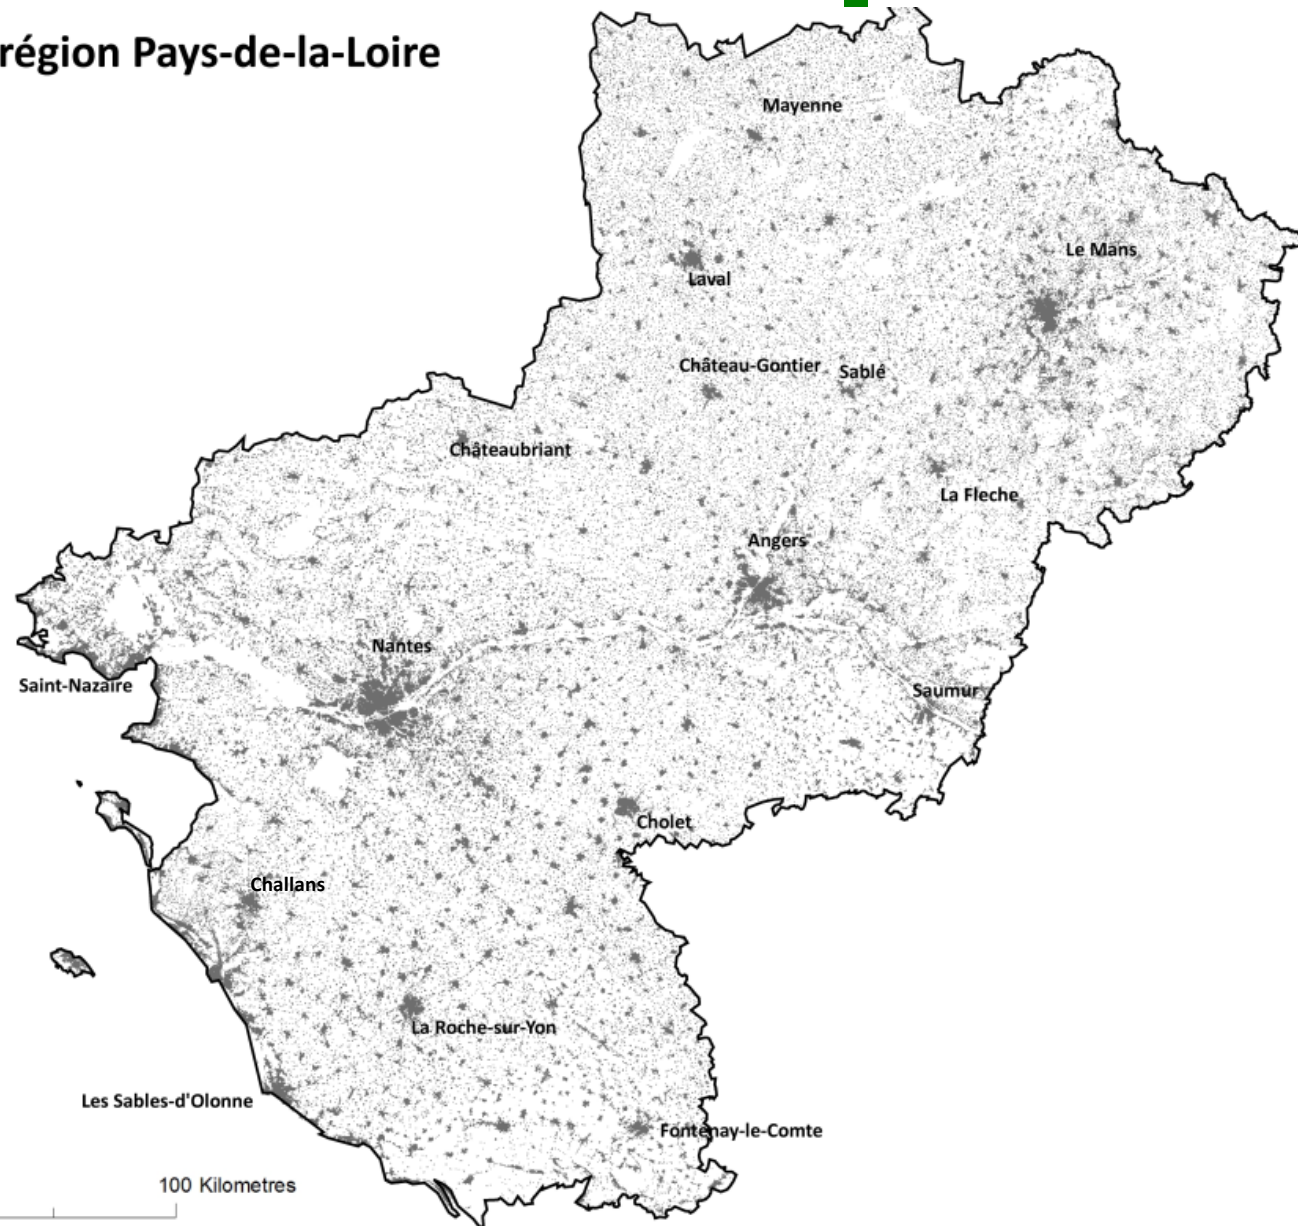 région Pays-de-la-Loire
Mayenne
Le Mans
Laval
Château-Gontier
Sablé
Châteaubriant
La Fleche
Angers
Nantes
Saint-Nazaire
Saumur
Cholet
Challans
La Roche-sur-Yon
Les Sables-d'Olonne
Fontenay-le-Comte
100 Kilometres